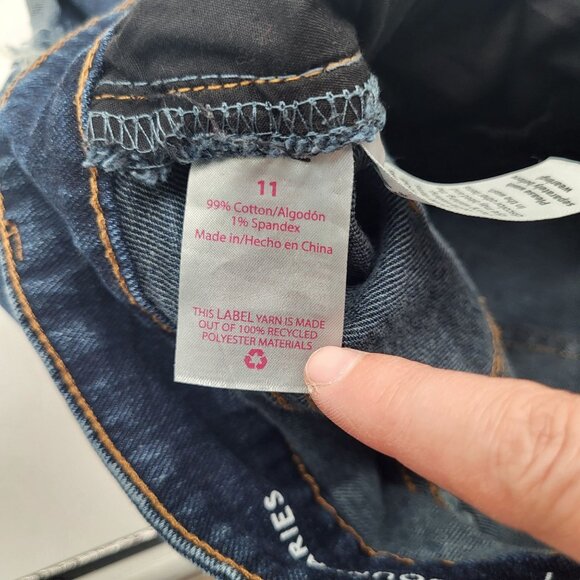 11
99% Cotton/Algodón
1% Spandex
Made in/Hecho en China
THIS LABEL YARN IS MADE
OUT OF 100% RECYCLED
POLYESTER MATERIALS
ARIES